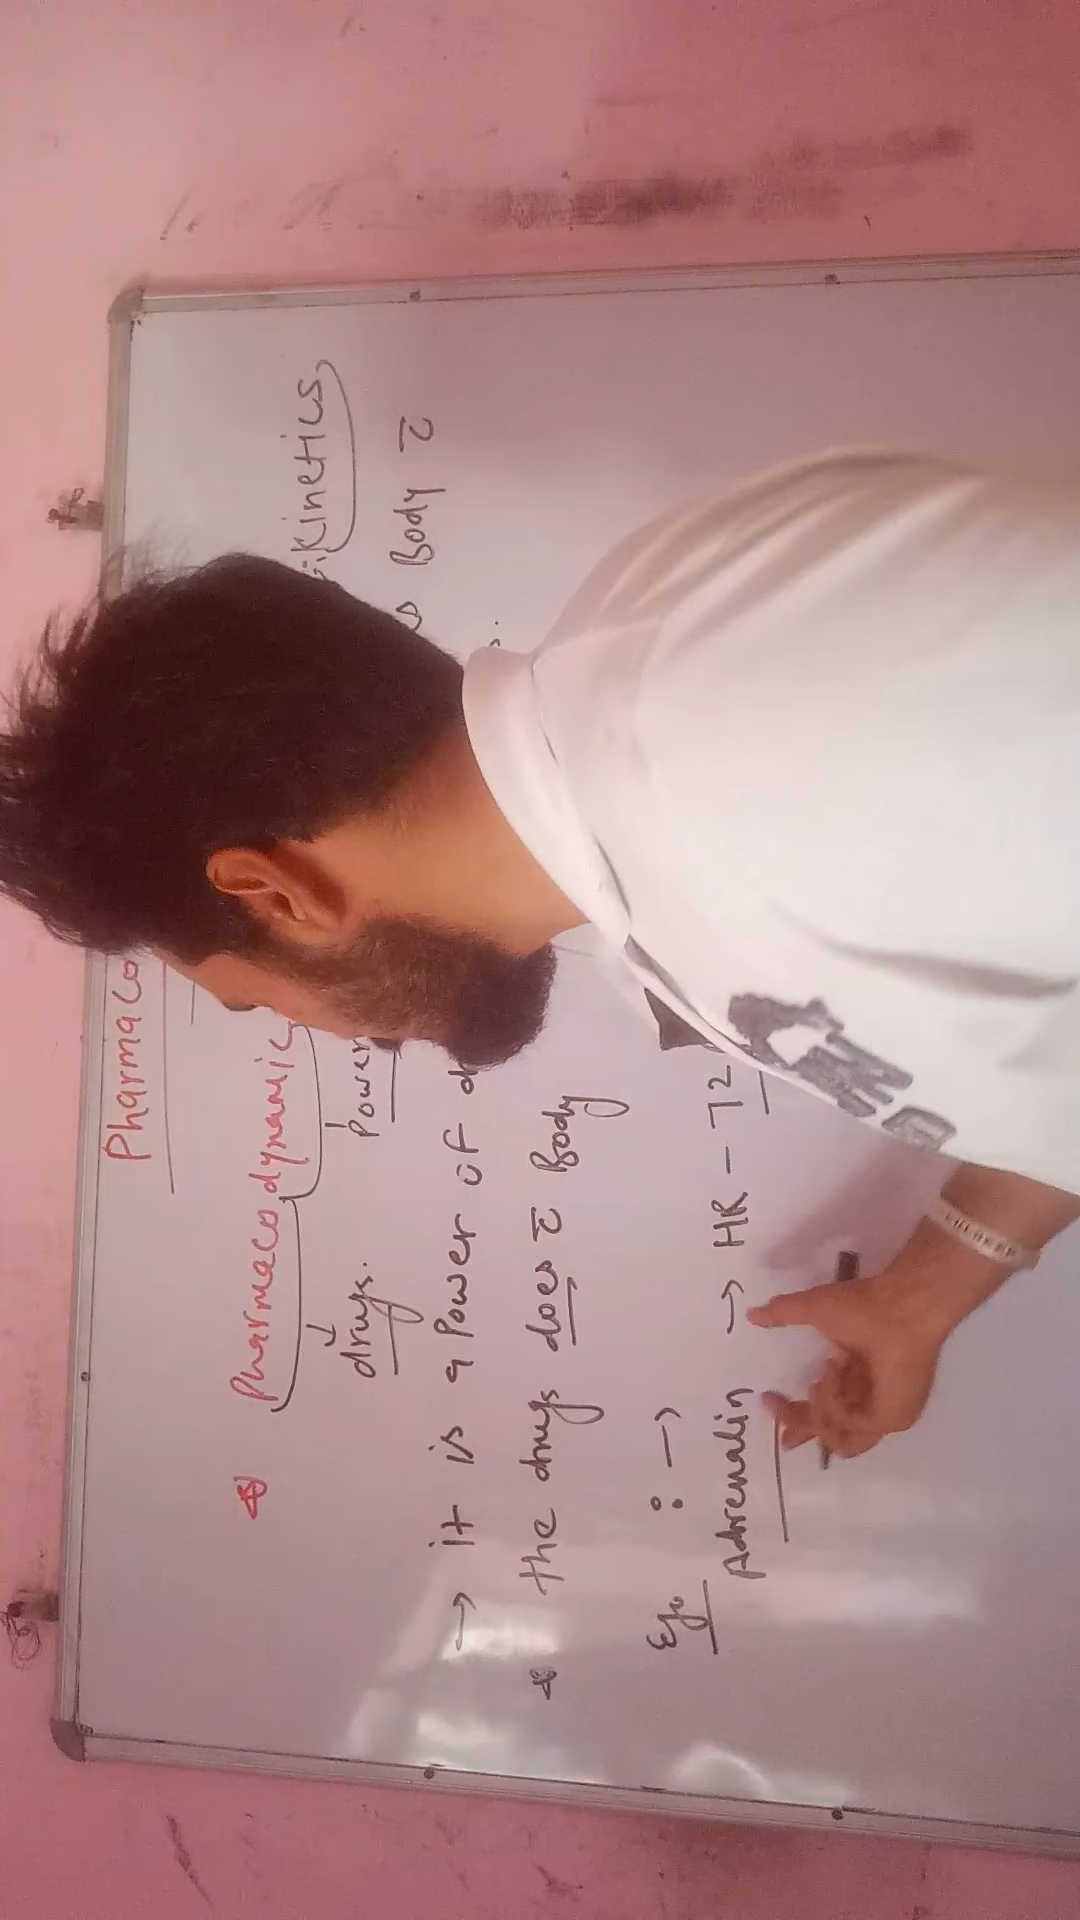 Pharmaco
Pharmacodynamic
Kinetics
drugs. Power
Body c̄
→ it is a Power of
the drugs does c̄ Body
Eg. : →
Adrenalin → HR - 72